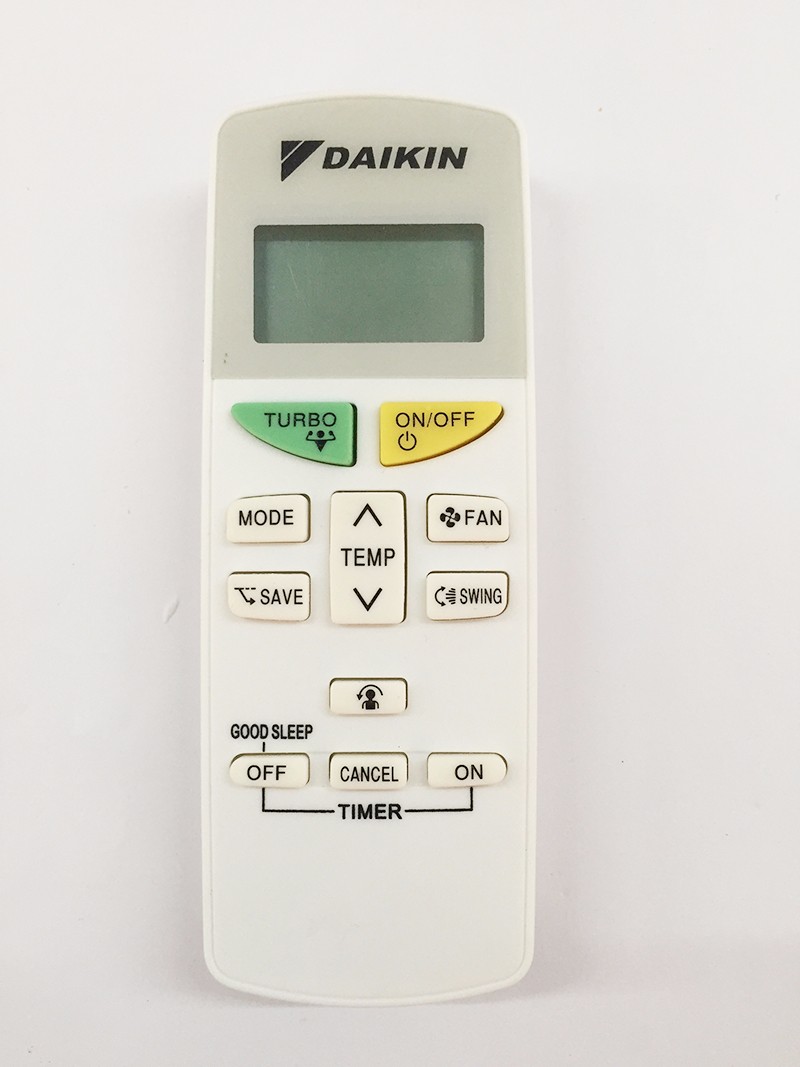 DAIKIN
TURBO
ON/OFF
MODE
TEMP
FAN
SAVE
SWING
GOOD SLEEP
OFF
CANCEL
ON
TIMER